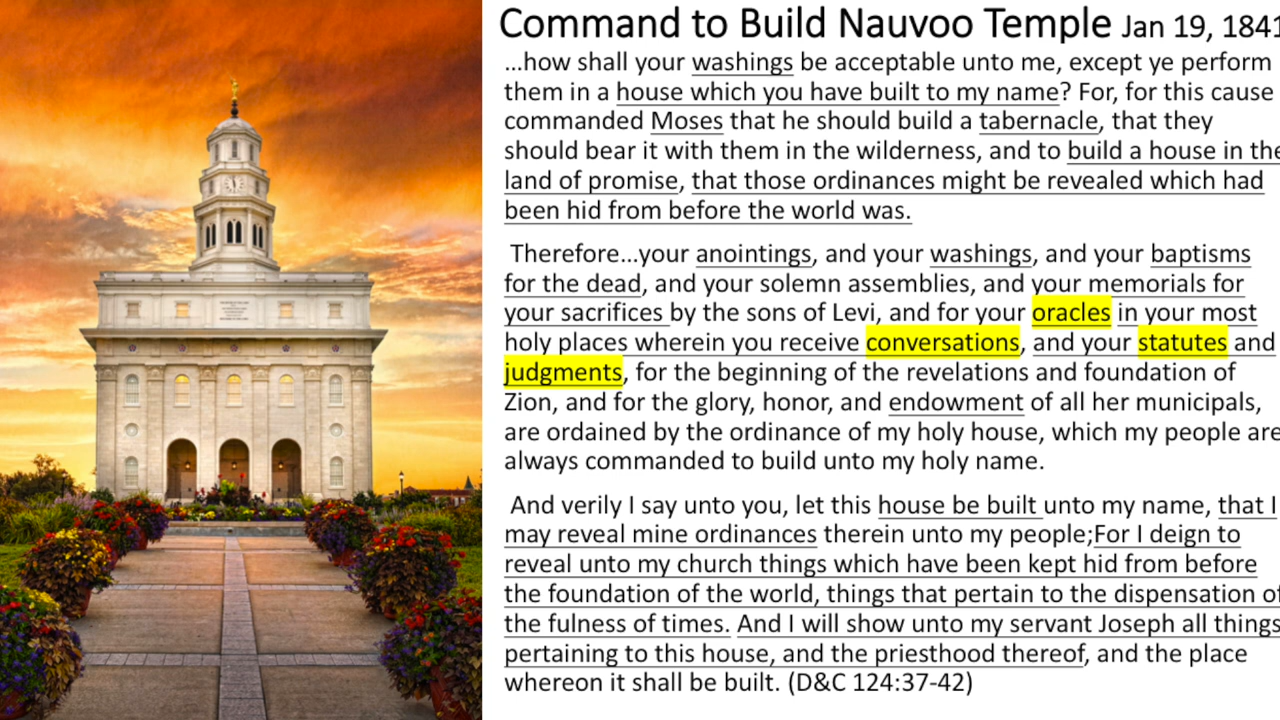 Command to Build Nauvoo Temple Jan 19, 1841
...how shall your washings be acceptable unto me, except ye perform
them in a house which you have built to my name? For, for this cause
commanded Moses that he should build a tabernacle, that they
should bear it with them in the wilderness, and to build a house in the
land of promise, that those ordinances might be revealed which had
been hid from before the world was.
Therefore...your anointings, and your washings, and your baptisms
for the dead, and your solemn assemblies, and your memorials for
your sacrifices by the sons of Levi, and for your oracles in your most
holy places wherein you receive conversations, and your statutes and
judgments, for the beginning of the revelations and foundation of
Zion, and for the glory, honor, and endowment of all her municipals,
are ordained by the ordinance of my holy house, which my people are
always commanded to build unto my holy name.
And verily I say unto you, let this house be built unto my name, that I
may reveal mine ordinances therein unto my people;For I deign to
reveal unto my church things which have been kept hid from before
the foundation of the world, things that pertain to the dispensation of
the fulness of times. And I will show unto my servant Joseph all things
pertaining to this house, and the priesthood thereof, and the place
whereon it shall be built. (D&C 124:37-42)